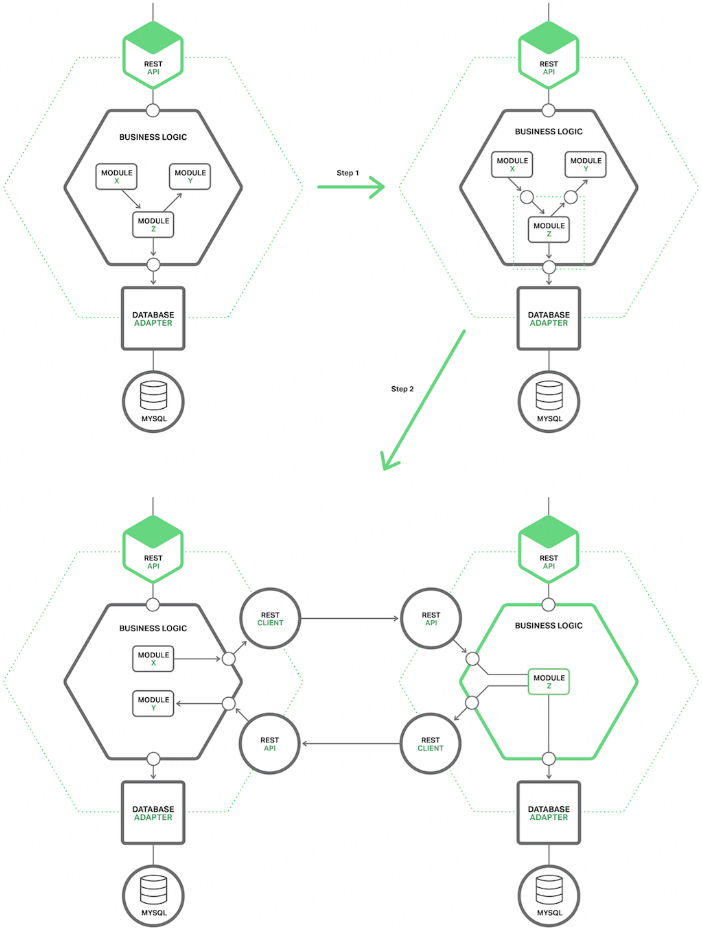 REST
API
BUSINESS LOGIC
MODULE
X
MODULE
Y
MODULE
Z
DATABASE
ADAPTER
MYSQL
Step 1
REST
API
BUSINESS LOGIC
MODULE
X
MODULE
Y
MODULE
Z
DATABASE
ADAPTER
MYSQL
Step 2
REST
API
BUSINESS LOGIC
MODULE
X
MODULE
Y
REST
CLIENT
REST
API
DATABASE
ADAPTER
MYSQL
REST
API
REST
API
BUSINESS LOGIC
MODULE
Z
REST
CLIENT
DATABASE
ADAPTER
MYSQL